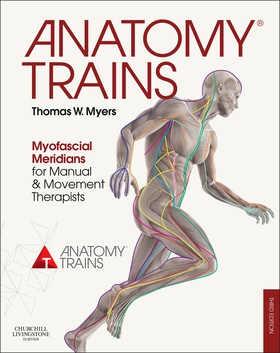 ANATOMY®
TRAINS
Thomas W. Myers
Myofascial
Meridians
for Manual
& Movement
Therapists
ANATOMY
TRAINS
CHURCHILL
LIVINGSTONE
ELSEVIER
THIRD EDITION